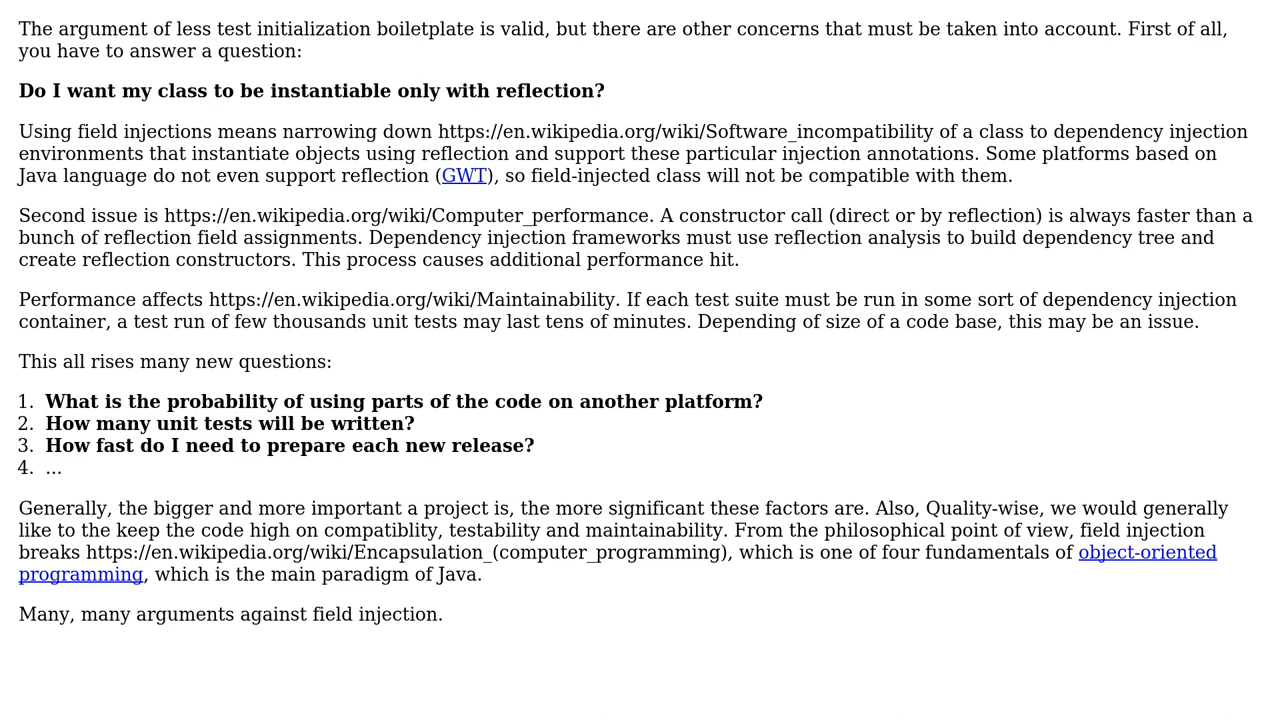 The argument of less test initialization boiletplate is valid, but there are other concerns that must be taken into account. First of all,
you have to answer a question:
Do I want my class to be instantiable only with reflection?
Using field injections means narrowing down https://en.wikipedia.org/wiki/Software_incompatibility of a class to dependency injection
environments that instantiate objects using reflection and support these particular injection annotations. Some platforms based on
Java language do not even support reflection (GWT), so field-injected class will not be compatible with them.
Second issue is https://en.wikipedia.org/wiki/Computer_performance. A constructor call (direct or by reflection) is always faster than a
bunch of reflection field assignments. Dependency injection frameworks must use reflection analysis to build dependency tree and
create reflection constructors. This process causes additional performance hit.
Performance affects https://en.wikipedia.org/wiki/Maintainability. If each test suite must be run in some sort of dependency injection
container, a test run of few thousands unit tests may last tens of minutes. Depending of size of a code base, this may be an issue.
This all rises many new questions:
1. What is the probability of using parts of the code on another platform?
2. How many unit tests will be written?
3. How fast do I need to prepare each new release?
4. ...
Generally, the bigger and more important a project is, the more significant these factors are. Also, Quality-wise, we would generally
like to the keep the code high on compatiblity, testability and maintainability. From the philosophical point of view, field injection
breaks https://en.wikipedia.org/wiki/Encapsulation_(computer_programming), which is one of four fundamentals of object-oriented
programming, which is the main paradigm of Java.
Many, many arguments against field injection.